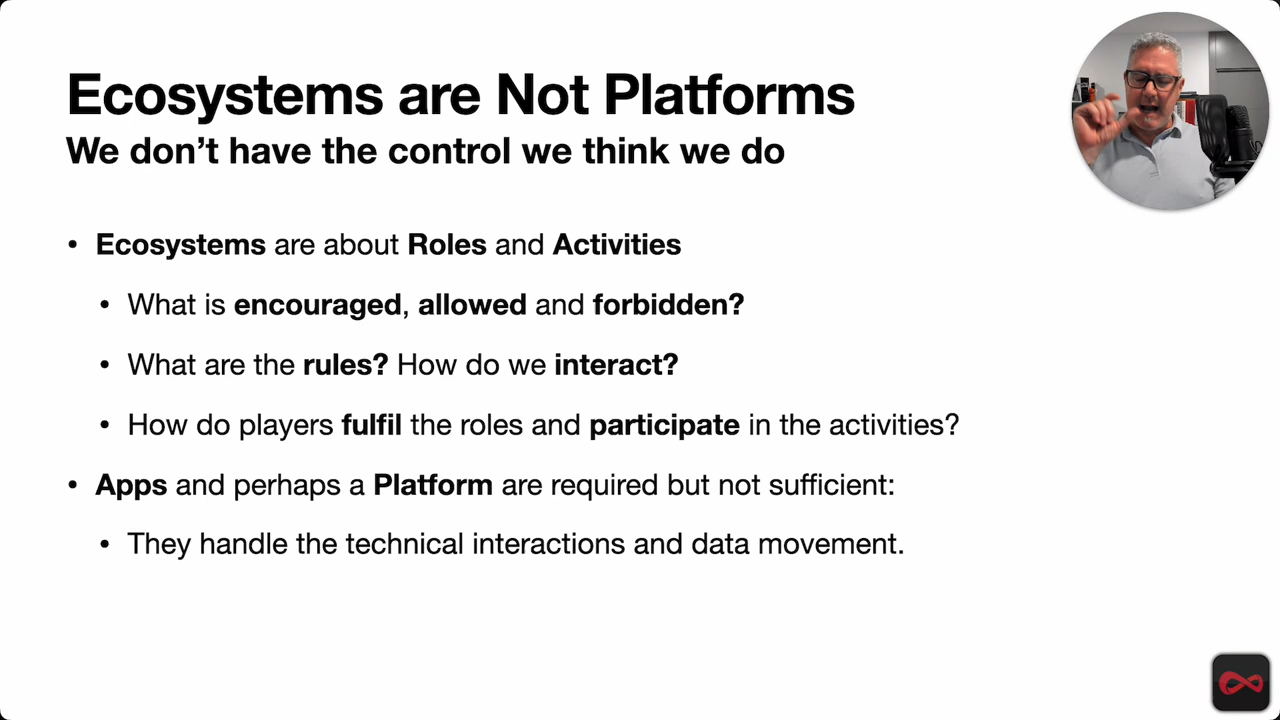 Ecosystems are Not Platforms
We don’t have the control we think we do
• Ecosystems are about Roles and Activities
• What is encouraged, allowed and forbidden?
• What are the rules? How do we interact?
• How do players fulfil the roles and participate in the activities?
• Apps and perhaps a Platform are required but not sufficient:
• They handle the technical interactions and data movement.